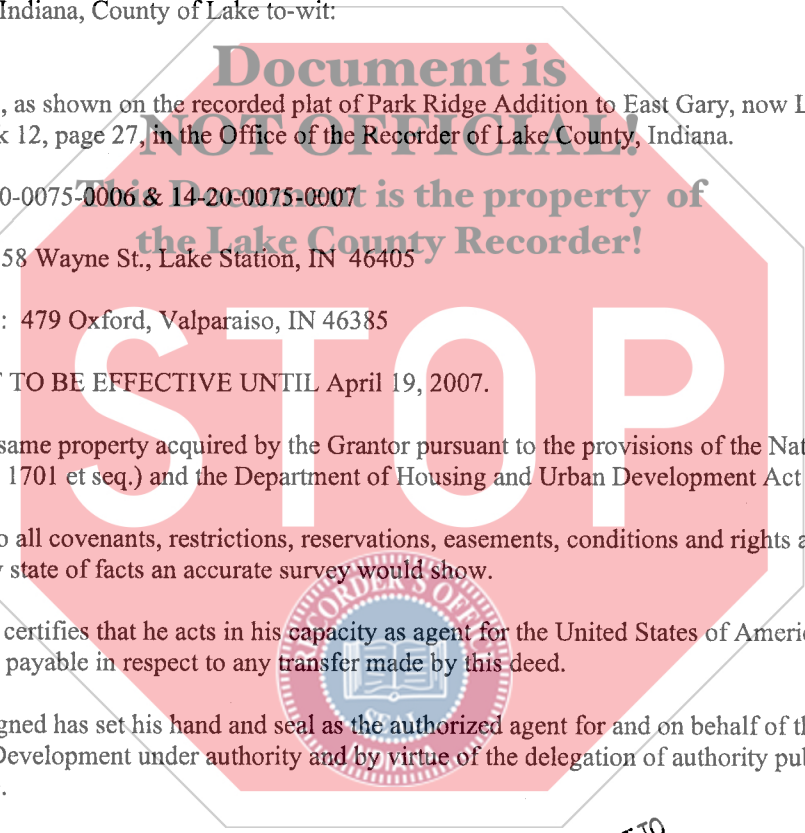 Indiana, County of Lake to-wit:
Document is
, as shown on the recorded plat of Park Ridge Addition to East Gary, now L
k 12, page 27, in the Office of the Recorder of Lake County, Indiana.
NOT OFFICIAL!
0-0075-0006 & 14-20-0075-0007
This Document is the property of
the Lake County Recorder!
58 Wayne St., Lake Station, IN 46405
: 479 Oxford, Valparaiso, IN 46385
STOP
TO BE EFFECTIVE UNTIL April 19, 2007.
same property acquired by the Grantor pursuant to the provisions of the Nat
1701 et seq.) and the Department of Housing and Urban Development Act
o all covenants, restrictions, reservations, easements, conditions and rights a
y state of facts an accurate survey would show.
certifies that he acts in his capacity as agent for the United States of Americ
payable in respect to any transfer made by this deed.
RECORDER'S OFFICE
SEAL
INDIANA
gned has set his hand and seal as the authorized agent for and on behalf of th
Development under authority and by virtue of the delegation of authority pub
.
TO